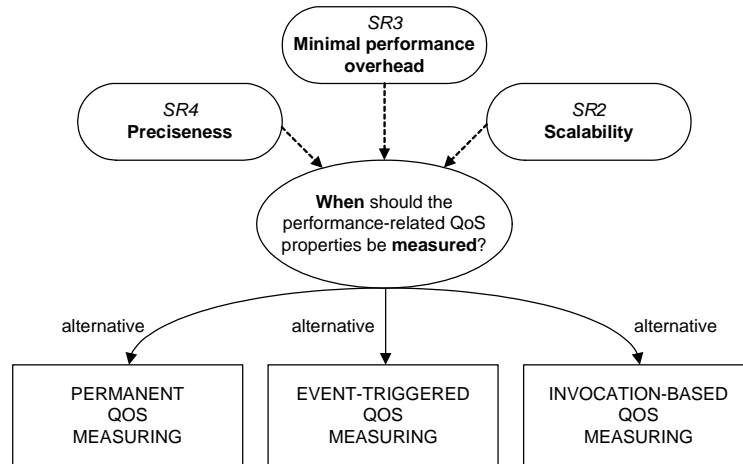 SR3
Minimal performance
overhead
SR4
Preciseness
SR2
Scalability
When should the
performance-related QoS
properties be measured?
alternative
alternative
alternative
PERMANENT
QOS
MEASURING
EVENT-TRIGGERED
QOS
MEASURING
INVOCATION-BASED
QOS
MEASURING